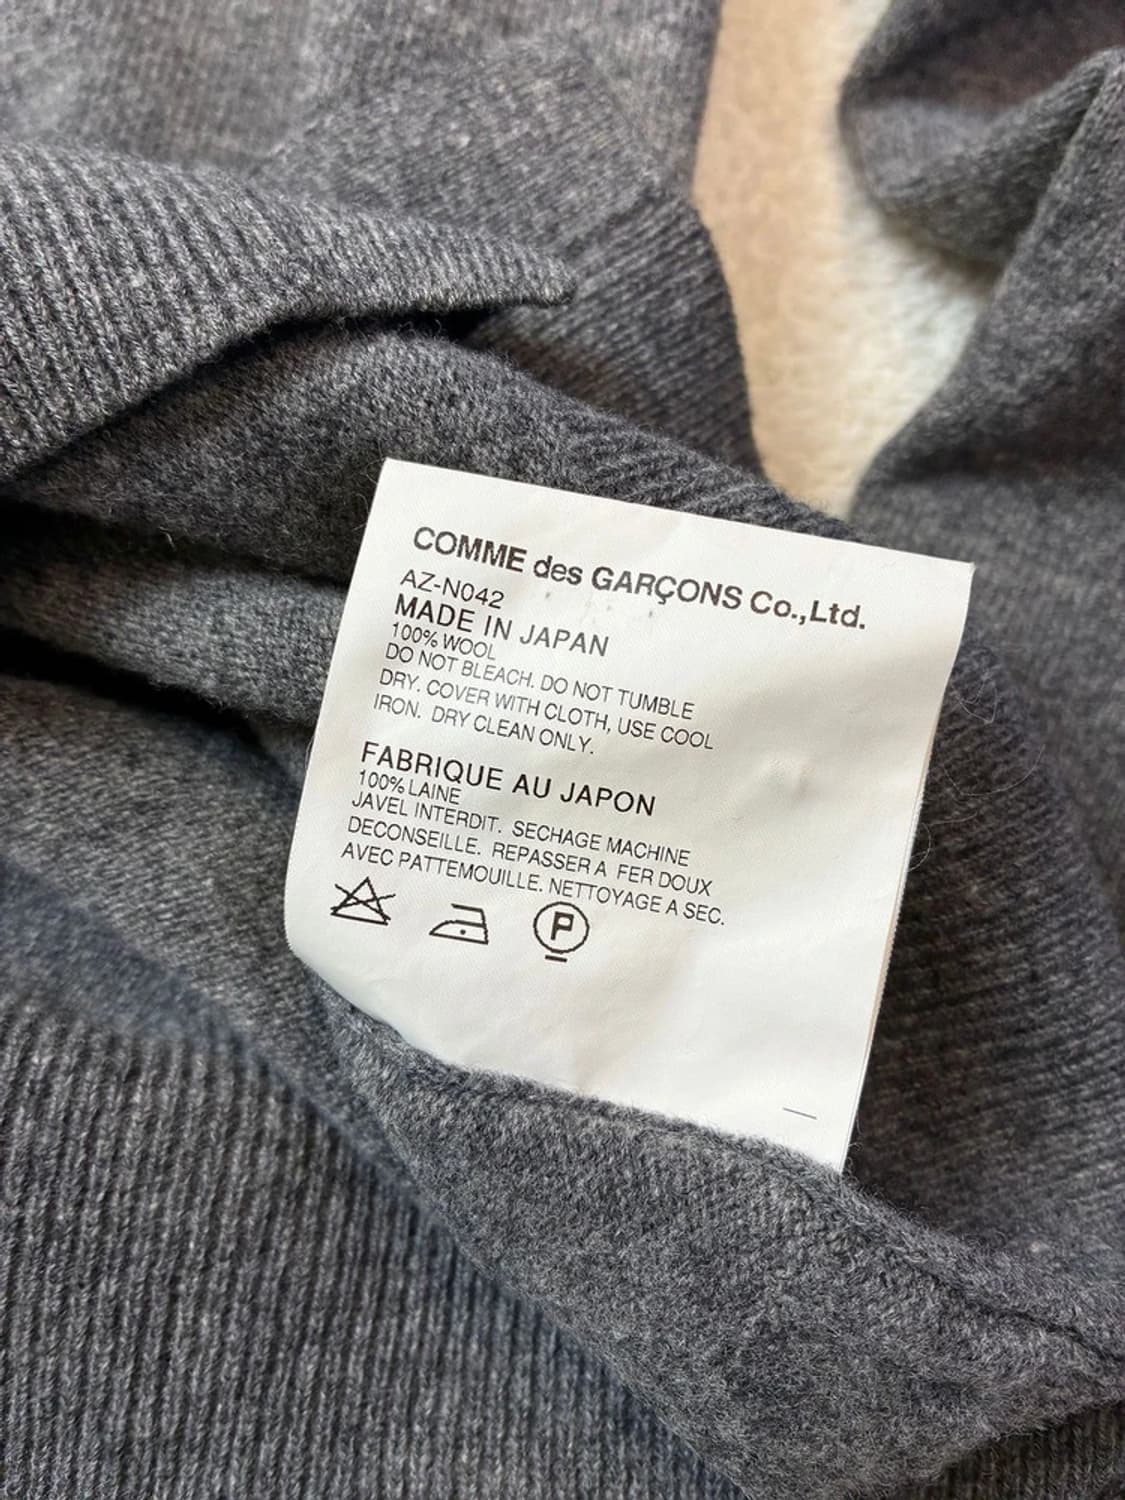 COMME des GARÇONS Co.,Ltd.
AZ-N042
MADE IN JAPAN
100% WOOL
DO NOT BLEACH. DO NOT TUMBLE
DRY. COVER WITH CLOTH, USE COOL
IRON. DRY CLEAN ONLY.
FABRIQUE AU JAPON
100% LAINE
JAVEL INTERDIT. SECHAGE MACHINE
DECONSEILLE. REPASSER A FER DOUX
AVEC PATTEMOUILLE. NETTOYAGE A SEC.
P